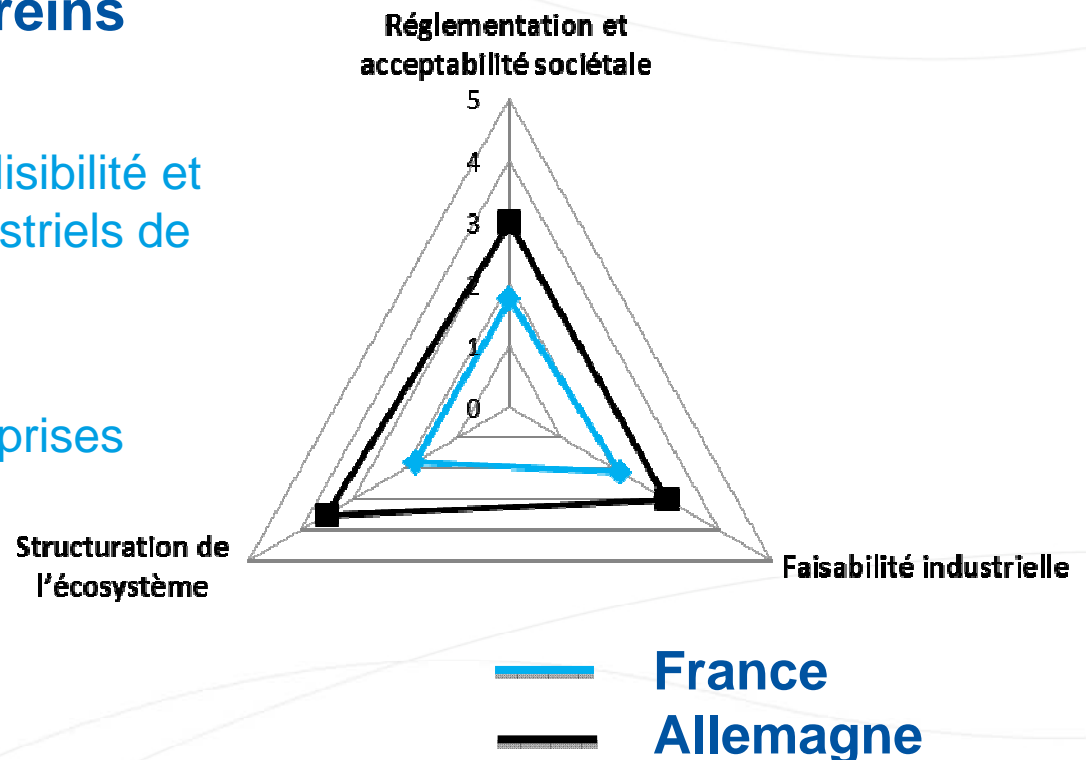 reins
lisibilité et
striels de
prises
Réglementation et
acceptabilité sociétale
5
4
3
2
1
0
Structuration de
l'écosystème
Faisabilité industrielle
France
Allemagne